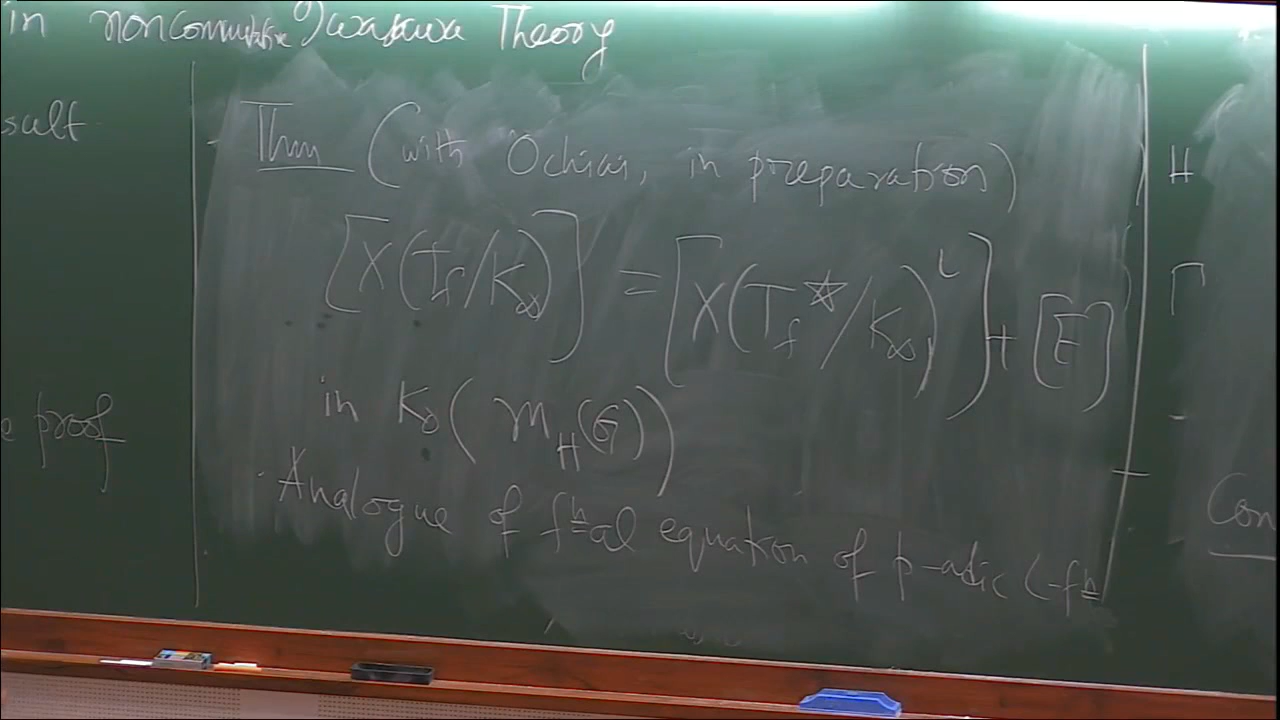 in noncommutative Iwasawa Theory
sult
e proof
Thm (with Ochiai, in preparation)
[X(T_f/K_∞)] = [X(T_f^☆/K_∞)^ι] + [E]
in K_0(m_H(G))
Analogue of f^n al equation of p-adic L-f^n
H
Γ
Con